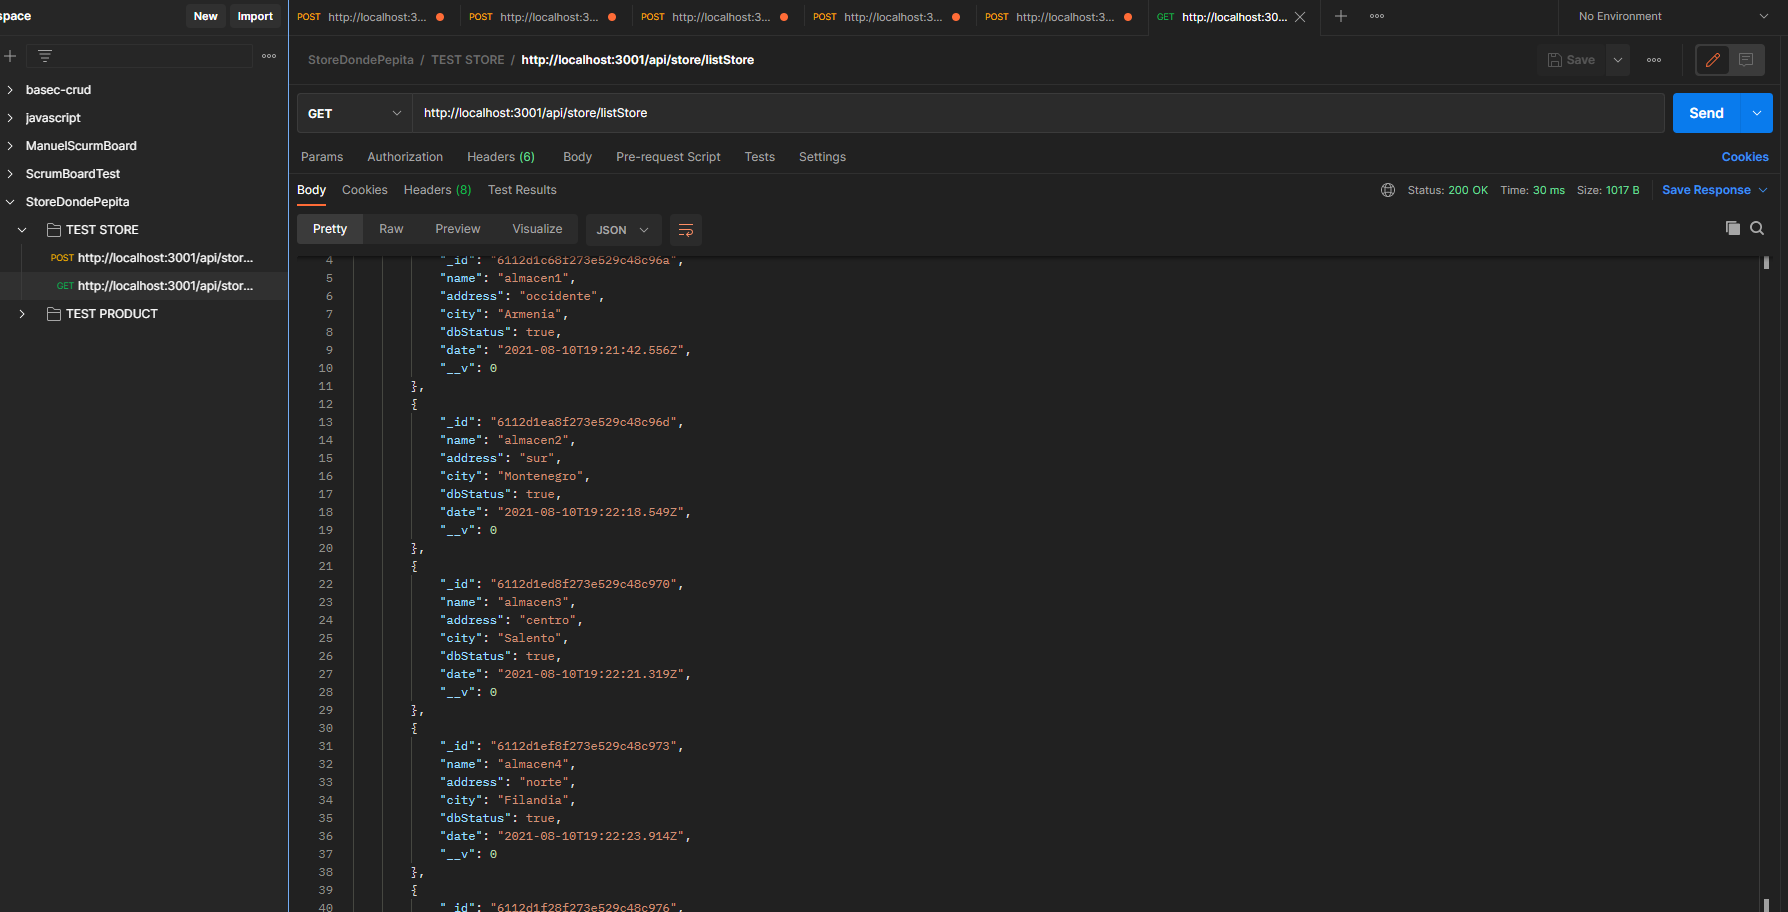 space
New
Import
POST http://localhost:3...
POST http://localhost:3...
POST http://localhost:3...
POST http://localhost:3...
POST http://localhost:3...
GET http://localhost:30...
No Environment
basec-crud
javascript
ManuelScurmBoard
ScrumBoardTest
StoreDondePepita
TEST STORE
POST http://localhost:3001/api/stor...
GET http://localhost:3001/api/stor...
TEST PRODUCT
StoreDondePepita / TEST STORE / http://localhost:3001/api/store/listStore
Save
GET http://localhost:3001/api/store/listStore
Send
Params Authorization Headers (6) Body Pre-request Script Tests Settings
Cookies
Body Cookies Headers (8) Test Results
Status: 200 OK Time: 30 ms Size: 1017 B Save Response
Pretty Raw Preview Visualize JSON
4 "_id": "6112d1c68f273e529c48c96a",
5 "name": "almacen1",
6 "address": "occidente",
7 "city": "Armenia",
8 "dbStatus": true,
9 "date": "2021-08-10T19:21:42.556Z",
10 "__v": 0
11 },
12 {
13 "_id": "6112d1ea8f273e529c48c96d",
14 "name": "almacen2",
15 "address": "sur",
16 "city": "Montenegro",
17 "dbStatus": true,
18 "date": "2021-08-10T19:22:18.549Z",
19 "__v": 0
20 },
21 {
22 "_id": "6112d1ed8f273e529c48c970",
23 "name": "almacen3",
24 "address": "centro",
25 "city": "Salento",
26 "dbStatus": true,
27 "date": "2021-08-10T19:22:21.319Z",
28 "__v": 0
29 },
30 {
31 "_id": "6112d1ef8f273e529c48c973",
32 "name": "almacen4",
33 "address": "norte",
34 "city": "Filandia",
35 "dbStatus": true,
36 "date": "2021-08-10T19:22:23.914Z",
37 "__v": 0
38 },
39 {
40 "_id": "6112d1f28f273e529c48c976",